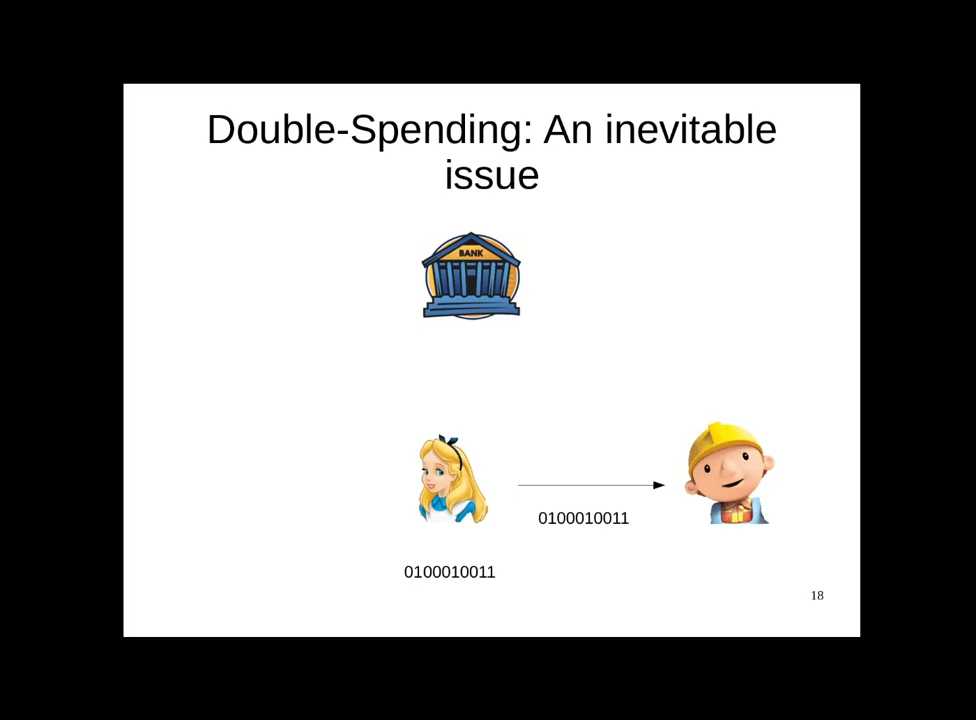 Double-Spending: An inevitable
issue
BANK
0100010011
0100010011
18